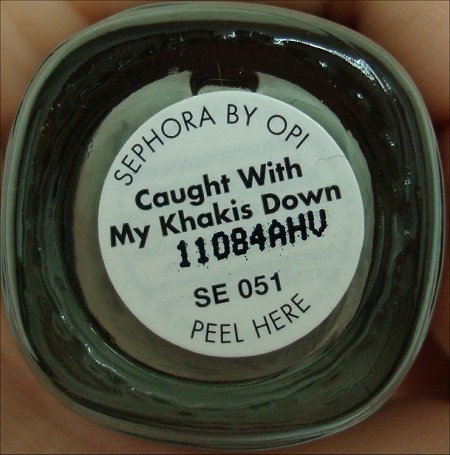 SEPHORA BY OPI
Caught With
My Khakis Down
11084AHV
SE 051
PEEL HERE